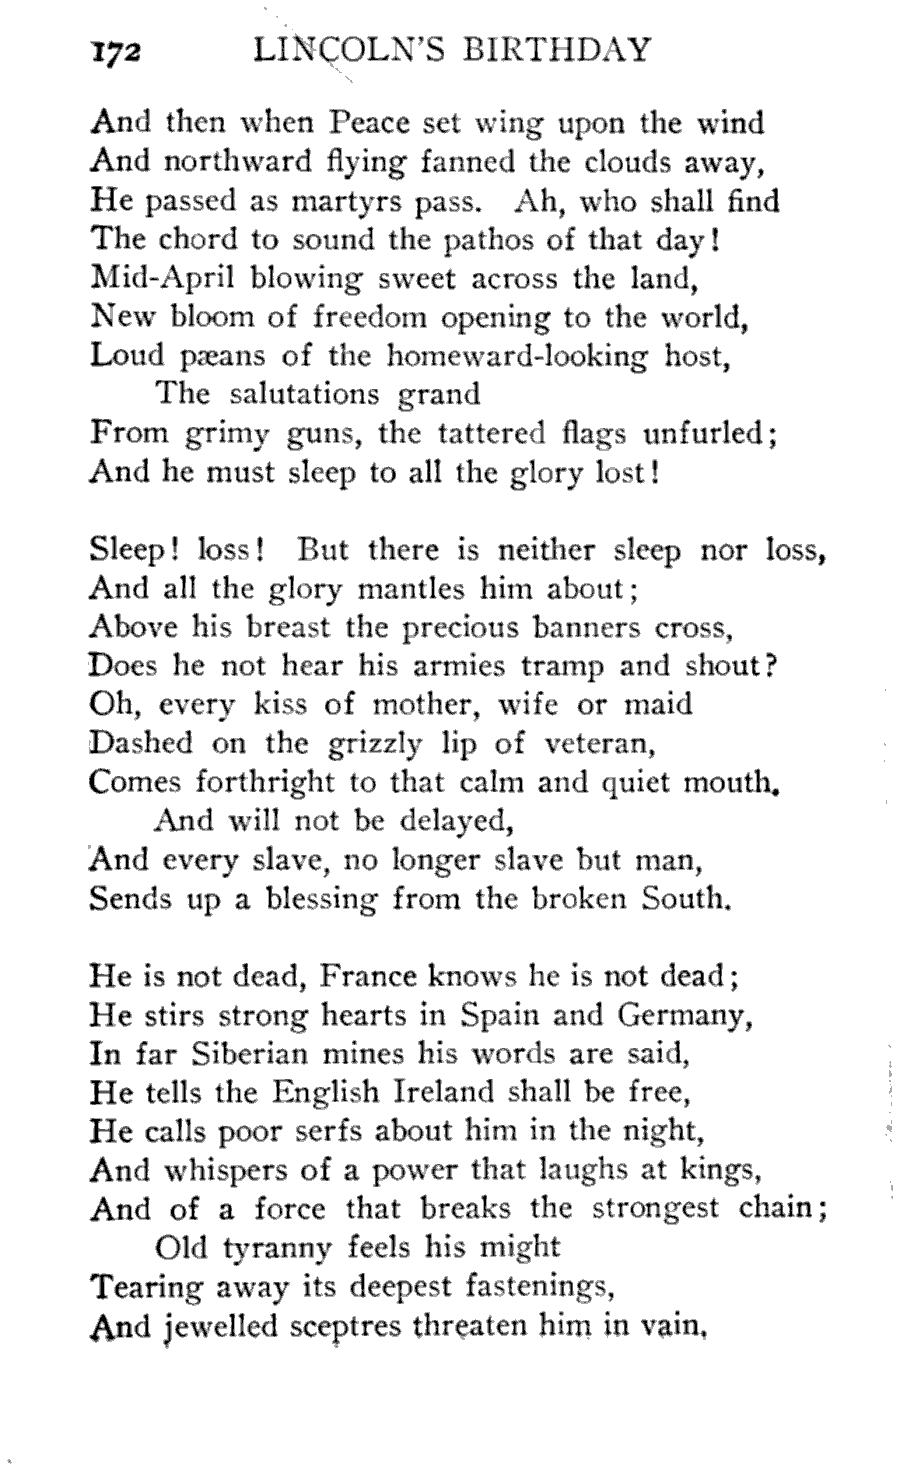 172 LINCOLN'S BIRTHDAY
And then when Peace set wing upon the wind
And northward flying fanned the clouds away,
He passed as martyrs pass. Ah, who shall find
The chord to sound the pathos of that day!
Mid-April blowing sweet across the land,
New bloom of freedom opening to the world,
Loud pæans of the homeward-looking host,
The salutations grand
From grimy guns, the tattered flags unfurled;
And he must sleep to all the glory lost!

Sleep! loss! But there is neither sleep nor loss,
And all the glory mantles him about;
Above his breast the precious banners cross,
Does he not hear his armies tramp and shout?
Oh, every kiss of mother, wife or maid
Dashed on the grizzly lip of veteran,
Comes forthright to that calm and quiet mouth.
And will not be delayed,
And every slave, no longer slave but man,
Sends up a blessing from the broken South.

He is not dead, France knows he is not dead;
He stirs strong hearts in Spain and Germany,
In far Siberian mines his words are said,
He tells the English Ireland shall be free,
He calls poor serfs about him in the night,
And whispers of a power that laughs at kings,
And of a force that breaks the strongest chain;
Old tyranny feels his might
Tearing away its deepest fastenings,
And jewelled sceptres threaten him in vain.